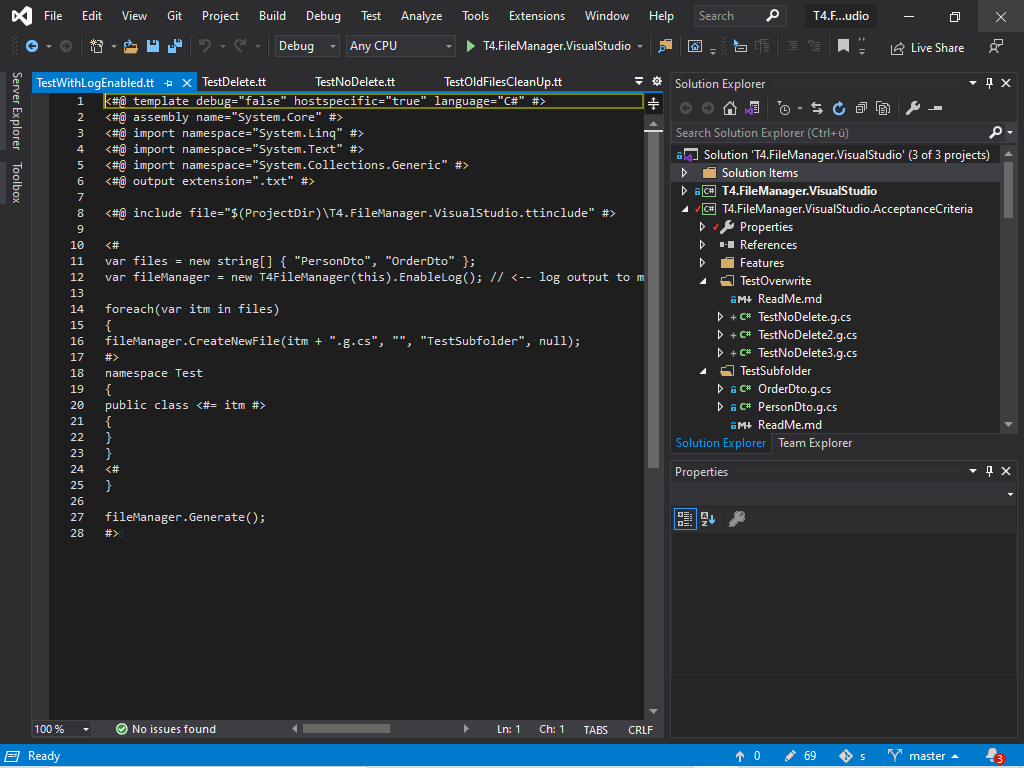 File Edit View Git Project Build Debug Test Analyze Tools Extensions Window Help Search T4.F...udio
Debug Any CPU T4.FileManager.VisualStudio Live Share
Server Explorer
Toolbox
TestWithLogEnabled.tt TestDelete.tt TestNoDelete.tt TestOldFilesCleanUp.tt
1 <#@ template debug="false" hostspecific="true" language="C#" #>
2 <#@ assembly name="System.Core" #>
3 <#@ import namespace="System.Linq" #>
4 <#@ import namespace="System.Text" #>
5 <#@ import namespace="System.Collections.Generic" #>
6 <#@ output extension=".txt" #>
7
8 <#@ include file="$(ProjectDir)\T4.FileManager.VisualStudio.ttinclude" #>
9
10 <#
11 var files = new string[] { "PersonDto", "OrderDto" };
12 var fileManager = new T4FileManager(this).EnableLog(); // <-- log output to m
13
14 foreach(var itm in files)
15 {
16 fileManager.CreateNewFile(itm + ".g.cs", "", "TestSubfolder", null);
17 #>
18 namespace Test
19 {
20 public class <#= itm #>
21 {
22 }
23 }
24 <#
25 }
26
27 fileManager.Generate();
28 #>
100 % No issues found Ln: 1 Ch: 1 TABS CRLF
Solution Explorer
Search Solution Explorer (Ctrl+ü)
Solution 'T4.FileManager.VisualStudio' (3 of 3 projects)
Solution Items
C# T4.FileManager.VisualStudio
C# T4.FileManager.VisualStudio.AcceptanceCriteria
Properties
References
Features
TestOverwrite
M ReadMe.md
+ C# TestNoDelete.g.cs
+ C# TestNoDelete2.g.cs
+ C# TestNoDelete3.g.cs
TestSubfolder
C# OrderDto.g.cs
C# PersonDto.g.cs
M ReadMe.md
Solution Explorer Team Explorer
Properties
A Z
Ready 0 69 s master 3